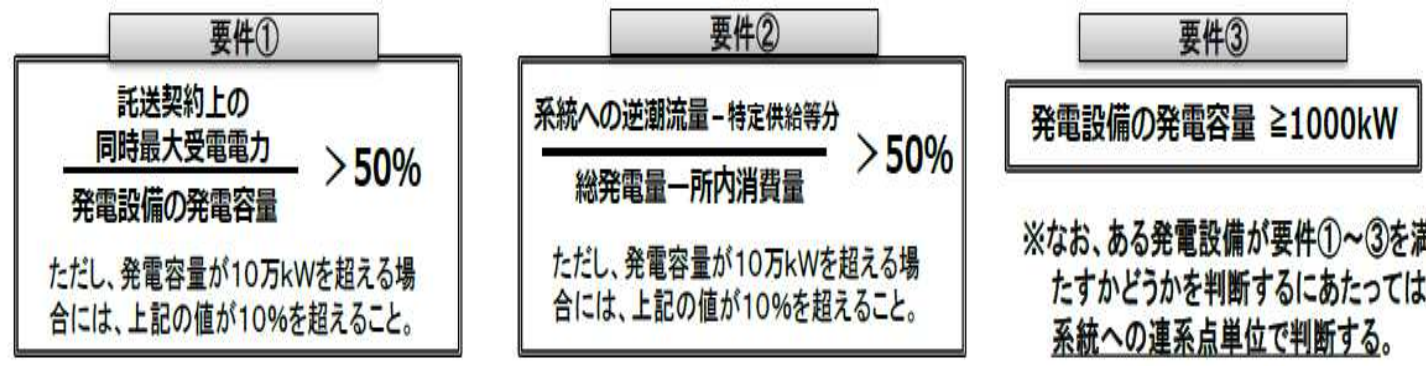 要件①
託送契約上の
同時最大受電電力
発電設備の発電容量
＞50%
ただし、発電容量が10万kWを超える場
合には、上記の値が10%を超えること。
要件②
系統への逆潮流量－特定供給等分
総発電量ー所内消費量
＞50%
ただし、発電容量が10万kWを超える場
合には、上記の値が10%を超えること。
要件③
発電設備の発電容量 ≧1000kW
※なお、ある発電設備が要件①～③を満
たすかどうかを判断するにあたっては
系統への連系点単位で判断する。